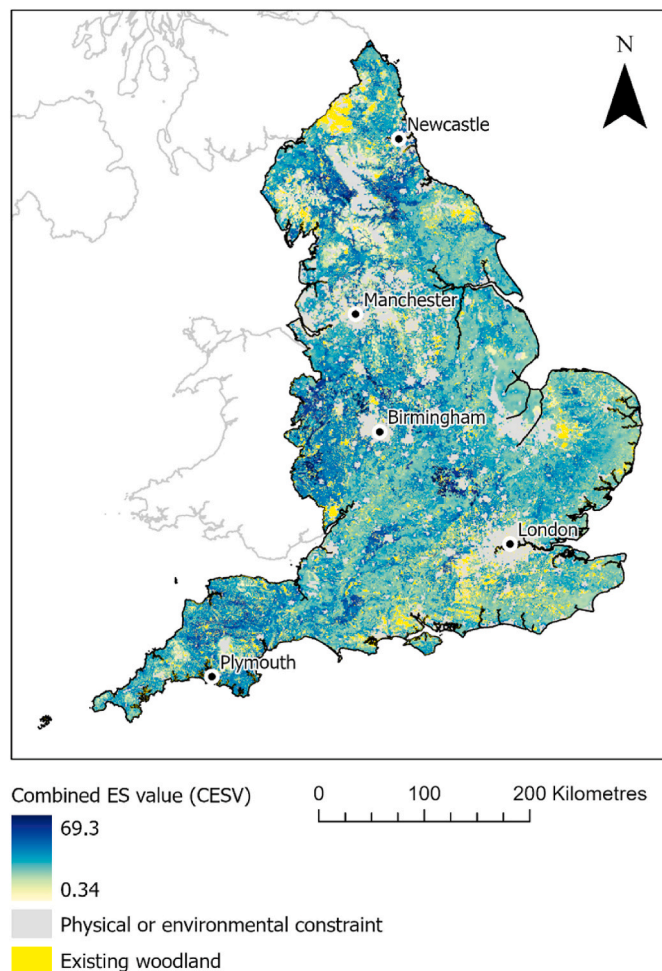 N
Newcastle
Manchester
Birmingham
London
Plymouth
Combined ES value (CESV)
69.3
0.34
0 100 200 Kilometres
Physical or environmental constraint
Existing woodland